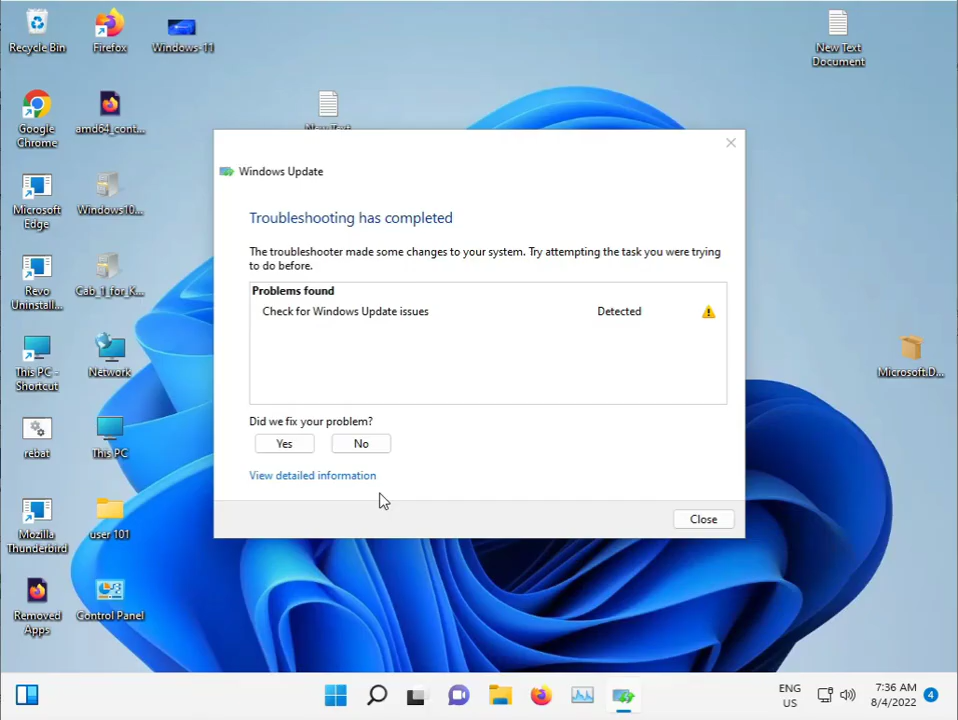 Recycle Bin
Firefox
Windows-11
New Text
Document
Google
Chrome
amd64_cont...
New Text
Microsoft
Edge
Windows10...
Revo
Uninstall...
Cab_1_for_K...
This PC -
Shortcut
Network
Microsoft.D...
rebat
This PC
Mozilla
Thunderbird
user 101
Removed
Apps
Control Panel
Windows Update
Troubleshooting has completed
The troubleshooter made some changes to your system. Try attempting the task you were trying
to do before.
Problems found
Check for Windows Update issues Detected
Did we fix your problem?
Yes No
View detailed information
Close
ENG
US
7:36 AM
8/4/2022
4